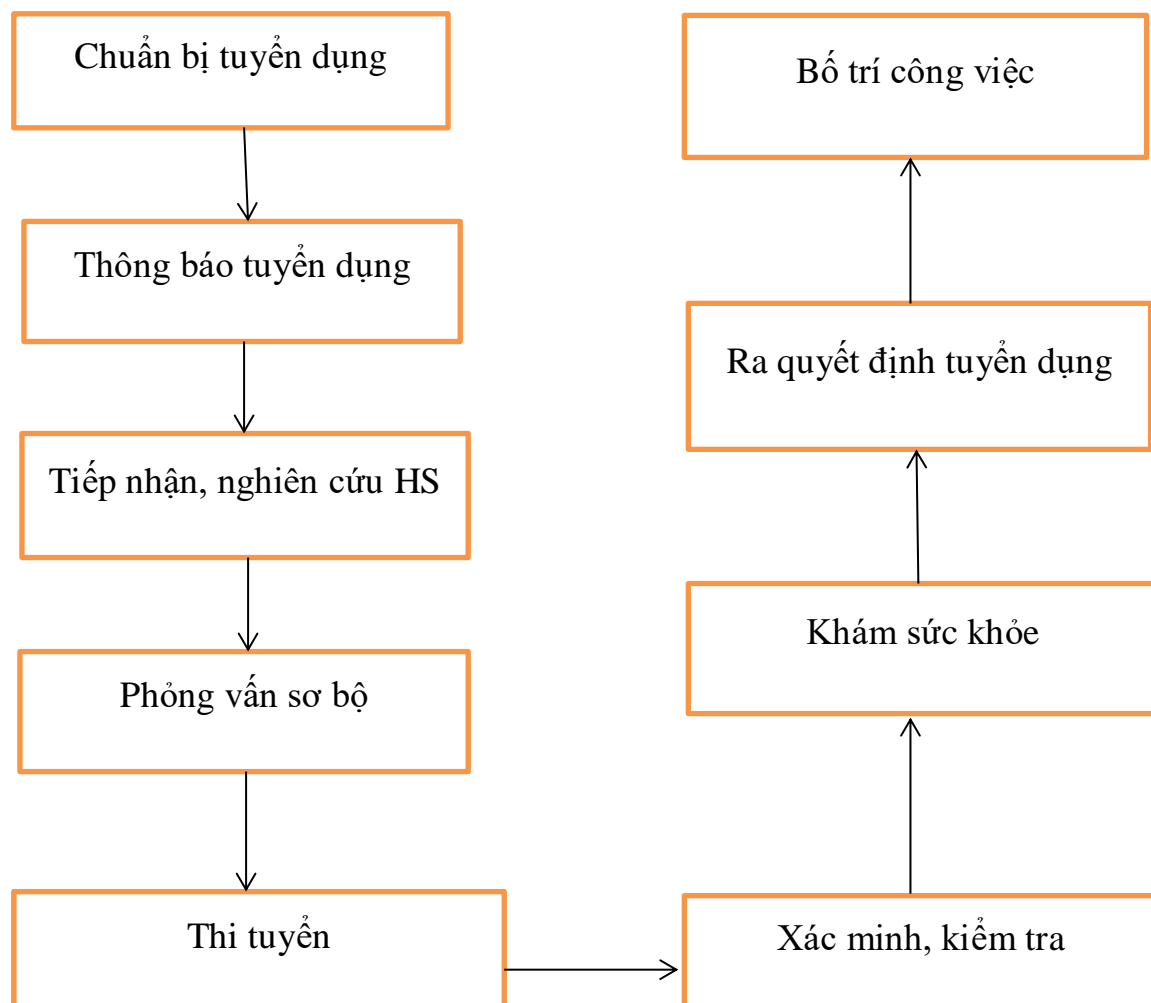 Chuẩn bị tuyển dụng
Thông báo tuyển dụng
Tiếp nhận, nghiên cứu HS
Phỏng vấn sơ bộ
Thi tuyển
Xác minh, kiểm tra
Khám sức khỏe
Ra quyết định tuyển dụng
Bố trí công việc